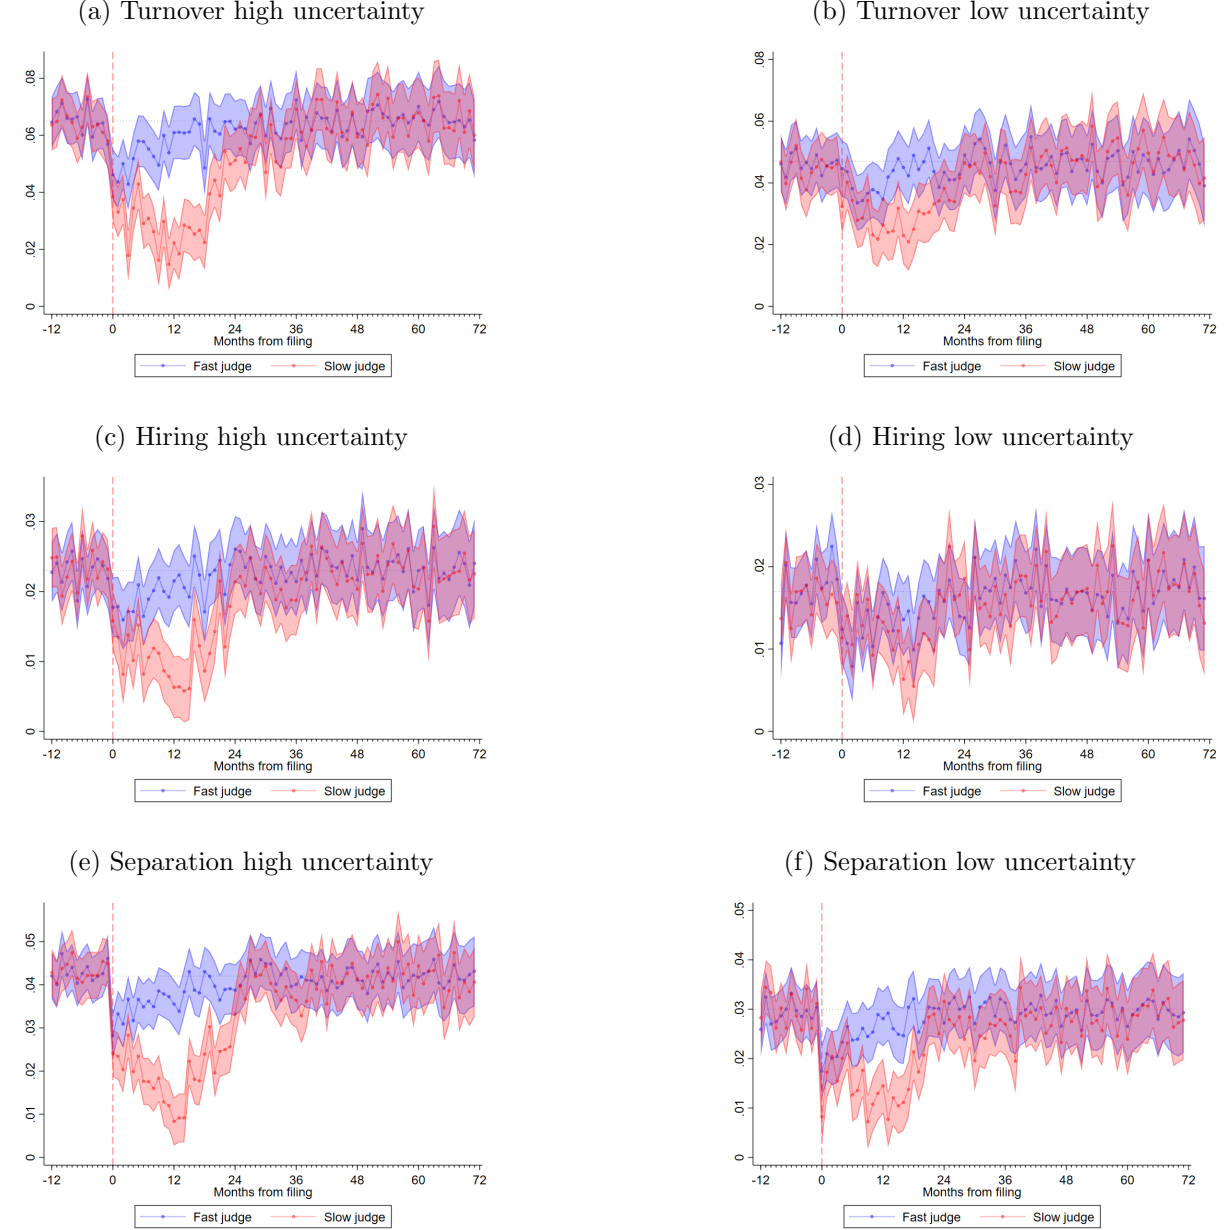 (a) Turnover high uncertainty
(b) Turnover low uncertainty
.08
.06
.04
.02
0
-12 0 12 24 36 48 60 72
Months from filing
Fast judge Slow judge
.08
.06
.04
.02
0
-12 0 12 24 36 48 60 72
Months from filing
Fast judge Slow judge
(c) Hiring high uncertainty
(d) Hiring low uncertainty
.03
.02
.01
0
-12 0 12 24 36 48 60 72
Months from filing
Fast judge Slow judge
.03
.02
.01
0
-12 0 12 24 36 48 60 72
Months from filing
Fast judge Slow judge
(e) Separation high uncertainty
(f) Separation low uncertainty
.05
.04
.03
.02
.01
0
-12 0 12 24 36 48 60 72
Months from filing
Fast judge Slow judge
.05
.04
.03
.02
.01
0
-12 0 12 24 36 48 60 72
Months from filing
Fast judge Slow judge